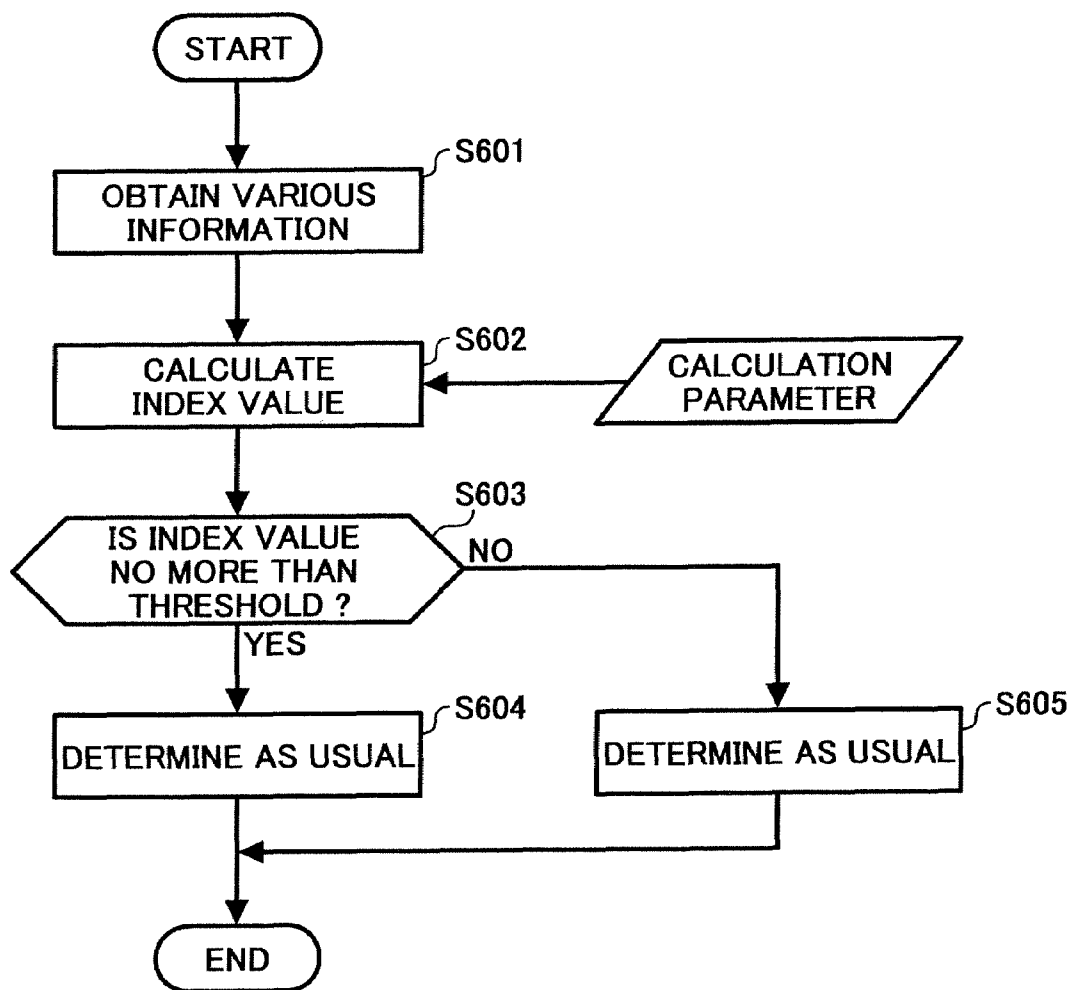 START
S601
OBTAIN VARIOUS
INFORMATION
S602
CALCULATE
INDEX VALUE
CALCULATION
PARAMETER
S603
IS INDEX VALUE
NO MORE THAN
THRESHOLD ?
NO
YES
S604
DETERMINE AS USUAL
S605
DETERMINE AS USUAL
END